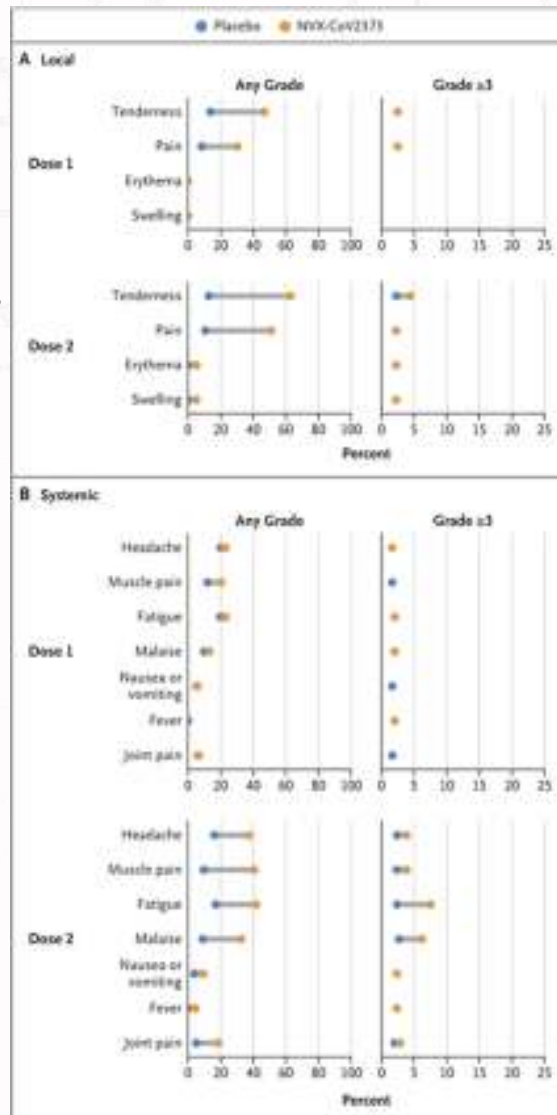 Placebo NVX-CoV2373
A Local
Any Grade Grade ≥3
Dose 1
Tenderness
Pain
Erythema
Swelling
0 20 40 60 80 100 0 5 10 15 20 25
Dose 2
Tenderness
Pain
Erythema
Swelling
0 20 40 60 80 100 0 5 10 15 20 25
Percent
B Systemic
Any Grade Grade ≥3
Dose 1
Headache
Muscle pain
Fatigue
Malaise
Nausea or
vomiting
Fever
Joint pain
0 20 40 60 80 100 0 5 10 15 20 25
Dose 2
Headache
Muscle pain
Fatigue
Malaise
Nausea or
vomiting
Fever
Joint pain
0 20 40 60 80 100 0 5 10 15 20 25
Percent